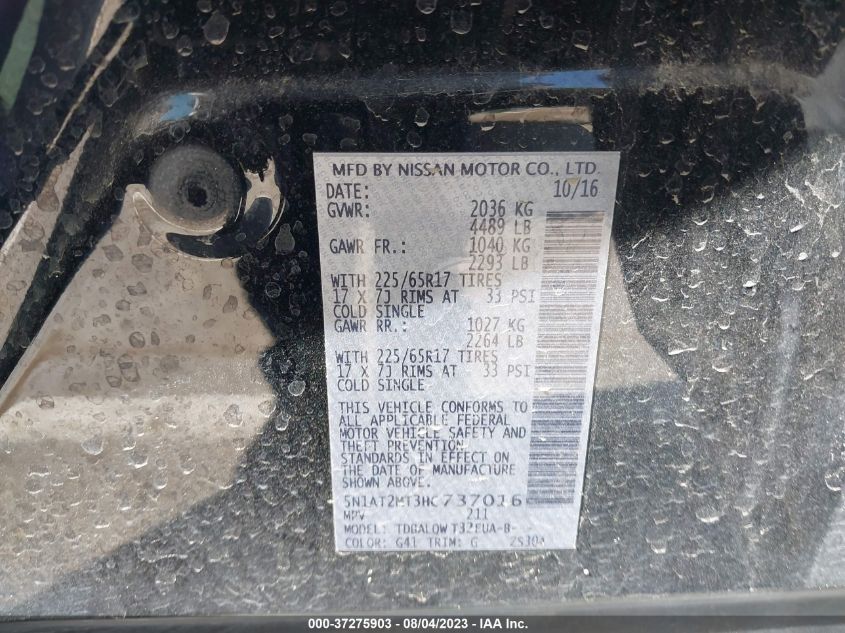 MFD BY NISSAN MOTOR CO., LTD.
DATE: 10/16
GVWR: 2036 KG
4489 LB
GAWR FR.: 1040 KG
2293 LB
WITH 225/65R17 TIRES
17 X 7J RIMS AT 33 PSI
COLD SINGLE
GAWR RR.: 1027 KG
2264 LB
WITH 225/65R17 TIRES
17 X 7J RIMS AT 33 PSI
COLD SINGLE
THIS VEHICLE CONFORMS TO
ALL APPLICABLE FEDERAL
MOTOR VEHICLE SAFETY AND
THEFT PREVENTION
STANDARDS IN EFFECT ON
THE DATE OF MANUFACTURE
SHOWN ABOVE.
5N1AT2MT3HC737016
MPV 211
MODEL:
COLOR: G41 TRIM: G
000-37275903 - 08/04/2023 - IAA Inc.